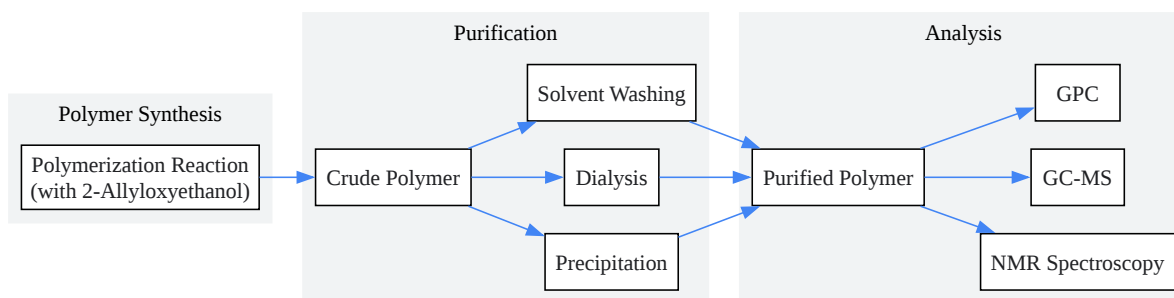 Polymer Synthesis
Polymerization Reaction
(with 2-Allyloxyethanol)
Purification
Crude Polymer
Solvent Washing
Dialysis
Precipitation
Analysis
Purified Polymer
GPC
GC-MS
NMR Spectroscopy